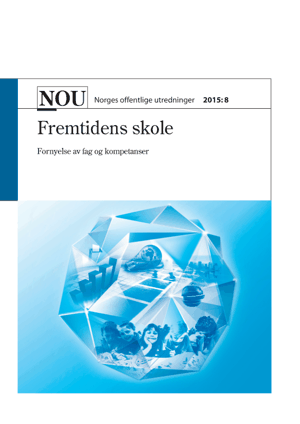 NOU Norges offentlige utredninger 2015: 8
Fremtidens skole
Fornyelse av fag og kompetanser